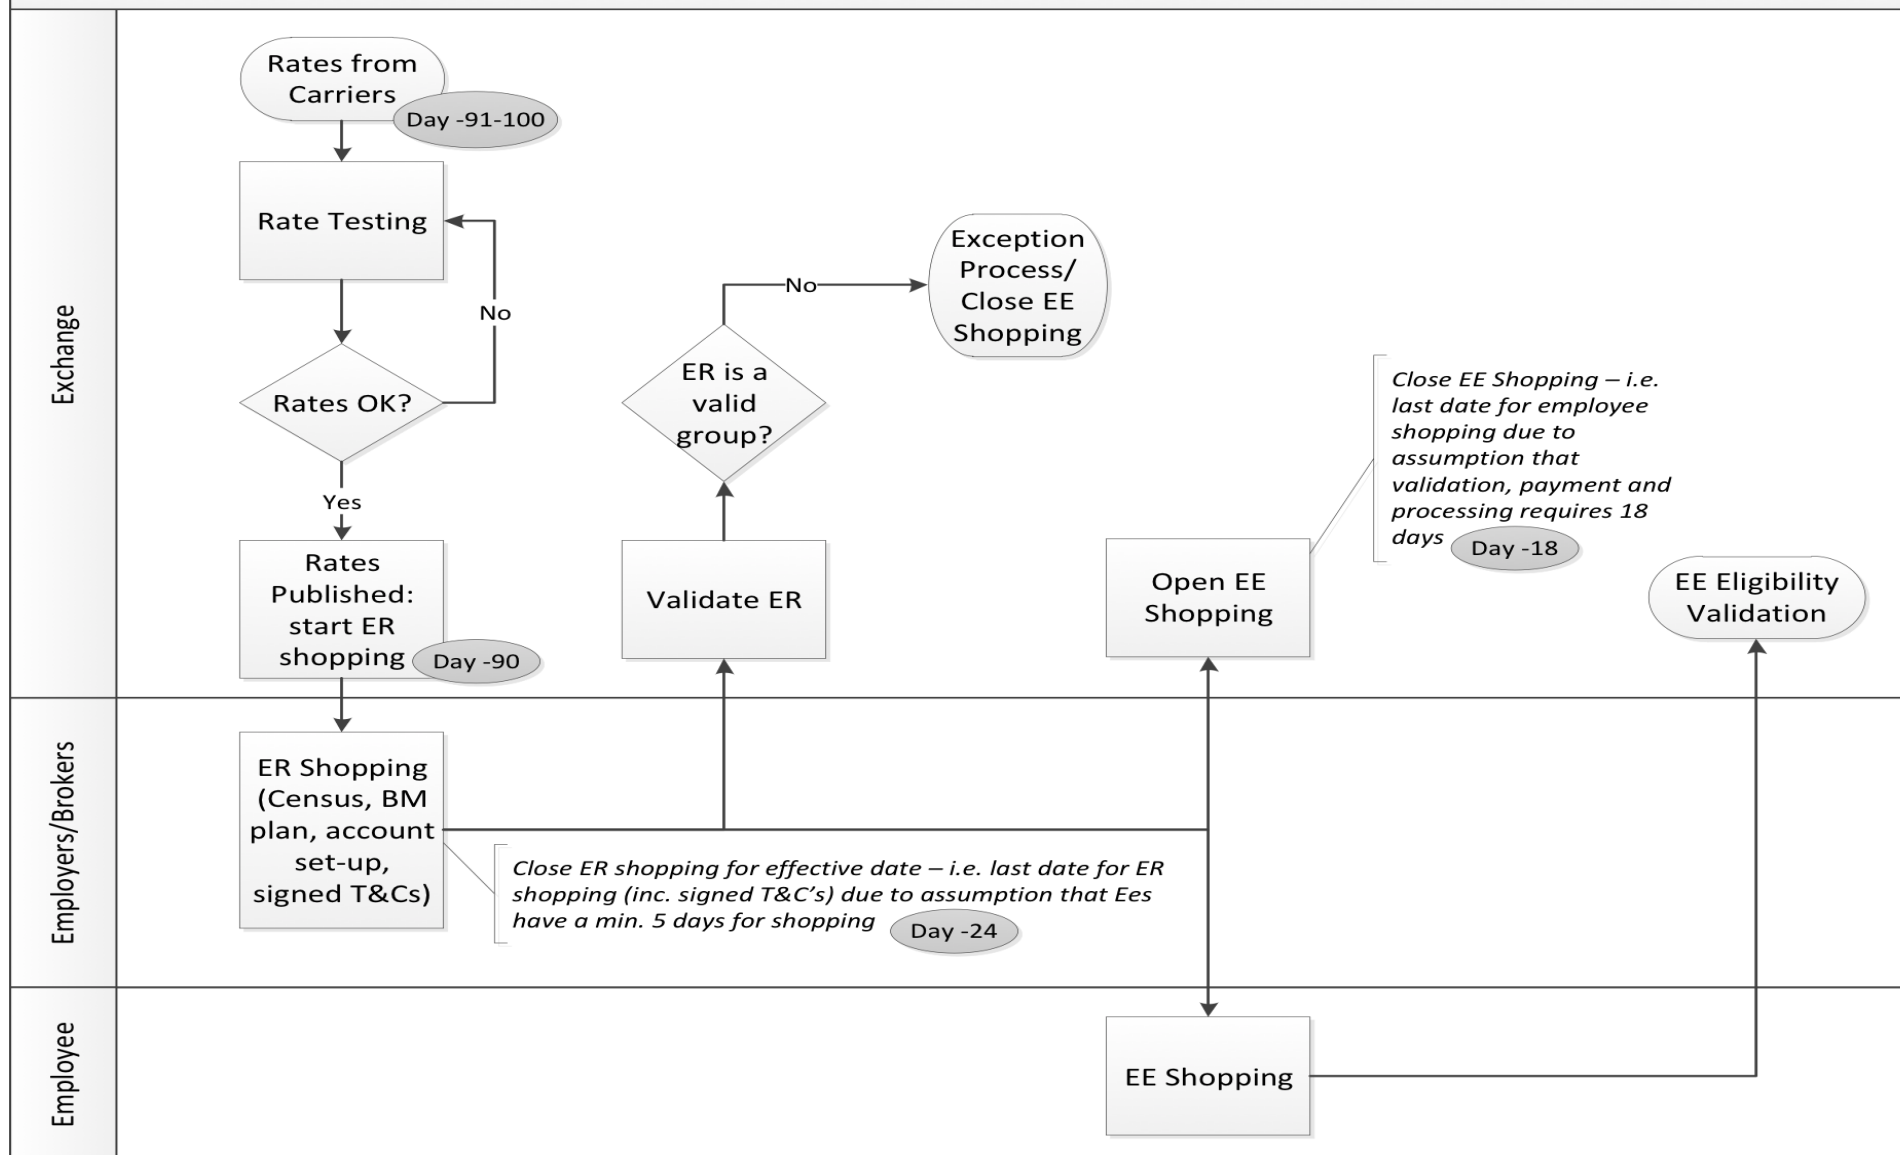 Exchange
Rates from
Carriers
Day -91-100
Rate Testing
No
Rates OK?
Yes
Rates
Published:
start ER
shopping
Day -90
ER is a
valid
group?
No
Exception
Process/
Close EE
Shopping
Validate ER
Open EE
Shopping
Close EE Shopping – i.e.
last date for employee
shopping due to
assumption that
validation, payment and
processing requires 18
days
Day -18
EE Eligibility
Validation
Employers/Brokers
ER Shopping
(Census, BM
plan, account
set-up,
signed T&Cs)
Close ER shopping for effective date – i.e. last date for ER
shopping (inc. signed T&C’s) due to assumption that Ees
have a min. 5 days for shopping
Day -24
Employee
EE Shopping